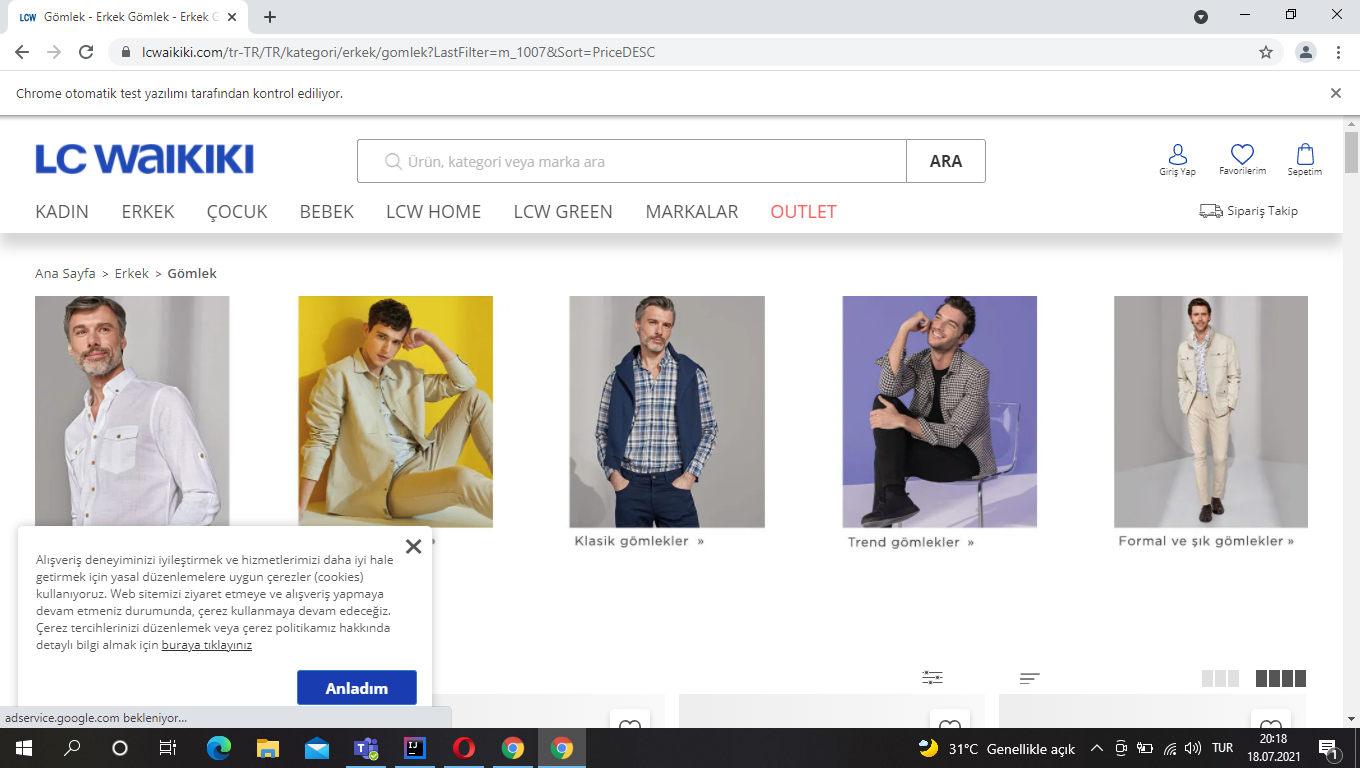 LCW Gömlek - Erkek Gömlek - Erkek G
lcwaikiki.com/tr-TR/TR/kategori/erkek/gomlek?LastFilter=m_1007&Sort=PriceDESC
Chrome otomatik test yazılımı tarafından kontrol ediliyor.
LC WAIKIKI
Ürün, kategori veya marka ara
ARA
Giriş Yap
Favorilerim
Sepetim
KADIN ERKEK ÇOCUK BEBEK LCW HOME LCW GREEN MARKALAR OUTLET
Sipariş Takip
Ana Sayfa > Erkek > Gömlek
Klasik gömlekler »
Trend gömlekler »
Formal ve şık gömlekler »
Alışveriş deneyiminizi iyileştirmek ve hizmetlerimizi daha iyi hale
getirmek için yasal düzenlemelere uygun çerezler (cookies)
kullanıyoruz. Web sitemizi ziyaret etmeye ve alışveriş yapmaya
devam etmeniz durumunda, çerez kullanmaya devam edeceğiz.
Çerez tercihlerinizi düzenlemek veya çerez politikamız hakkında
detaylı bilgi almak için buraya tıklayınız
Anladım
adservice.google.com bekleniyor...
31°C Genellikle açık
TUR
20:18
18.07.2021
1